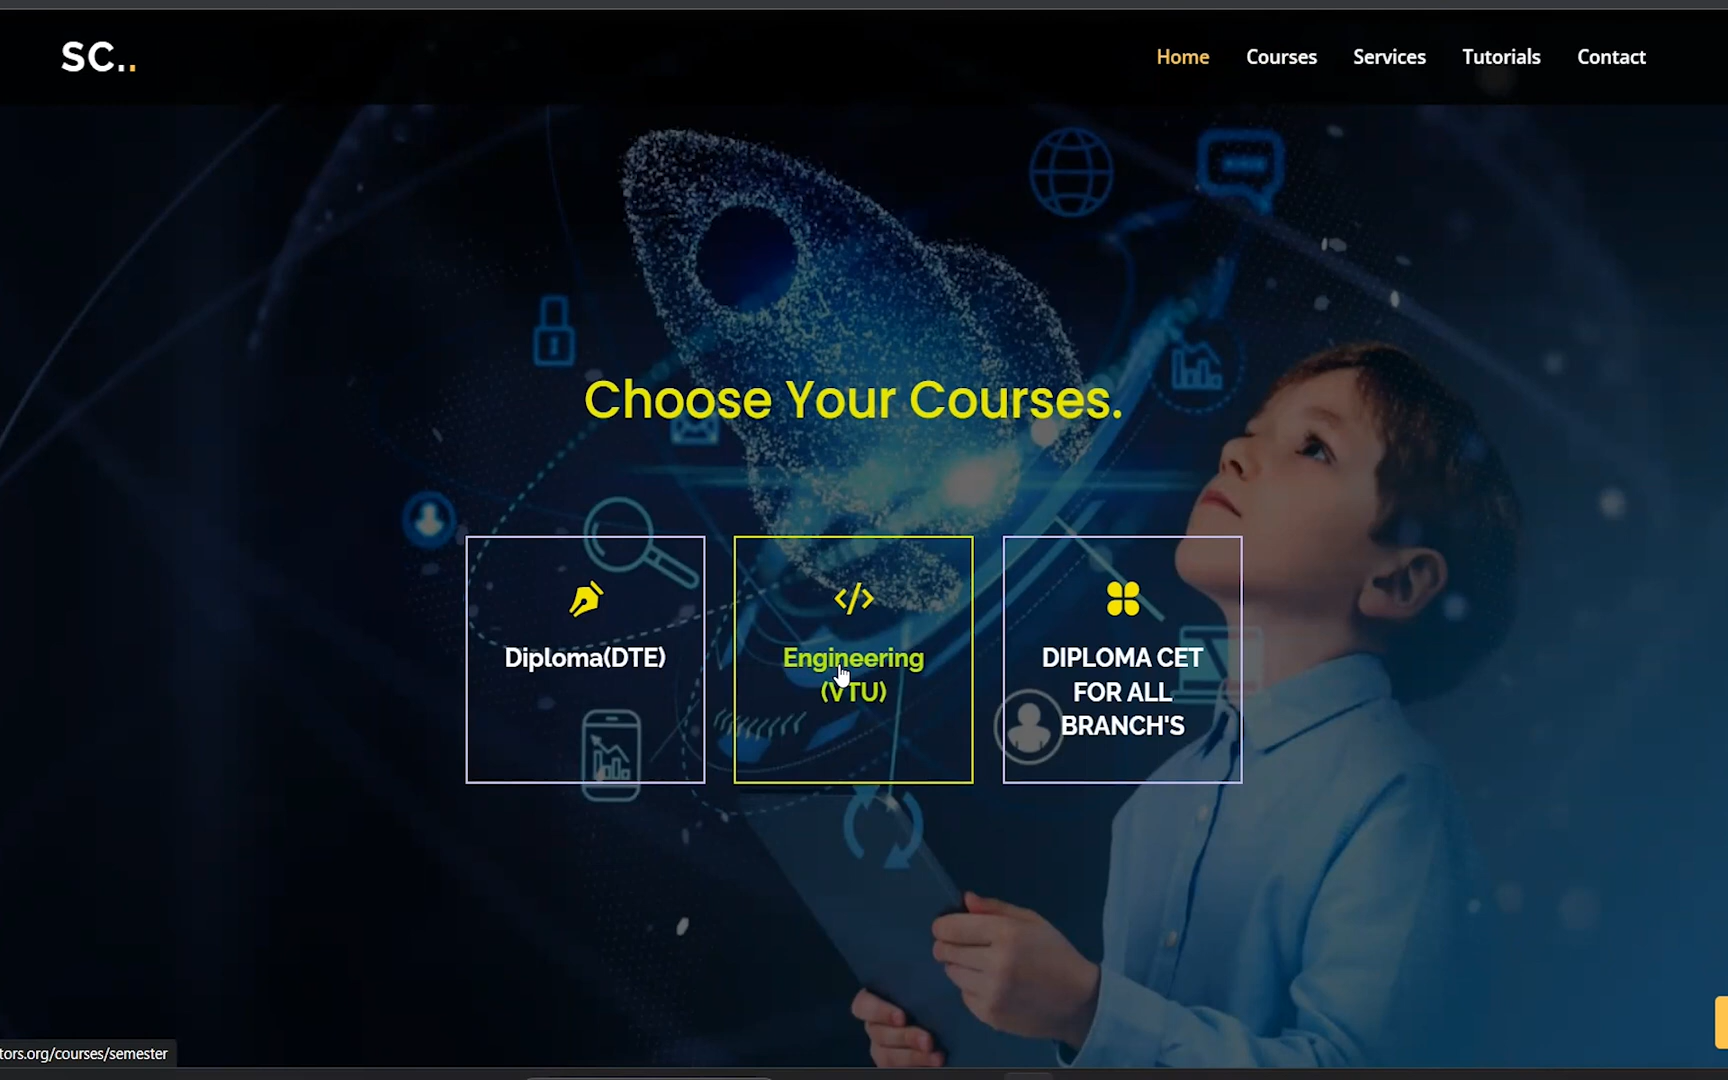 SC..
Home Courses Services Tutorials Contact
Choose Your Courses.
Diploma(DTE)
Engineering
(VTU)
DIPLOMA CET
FOR ALL
BRANCH'S
tors.org/courses/semester